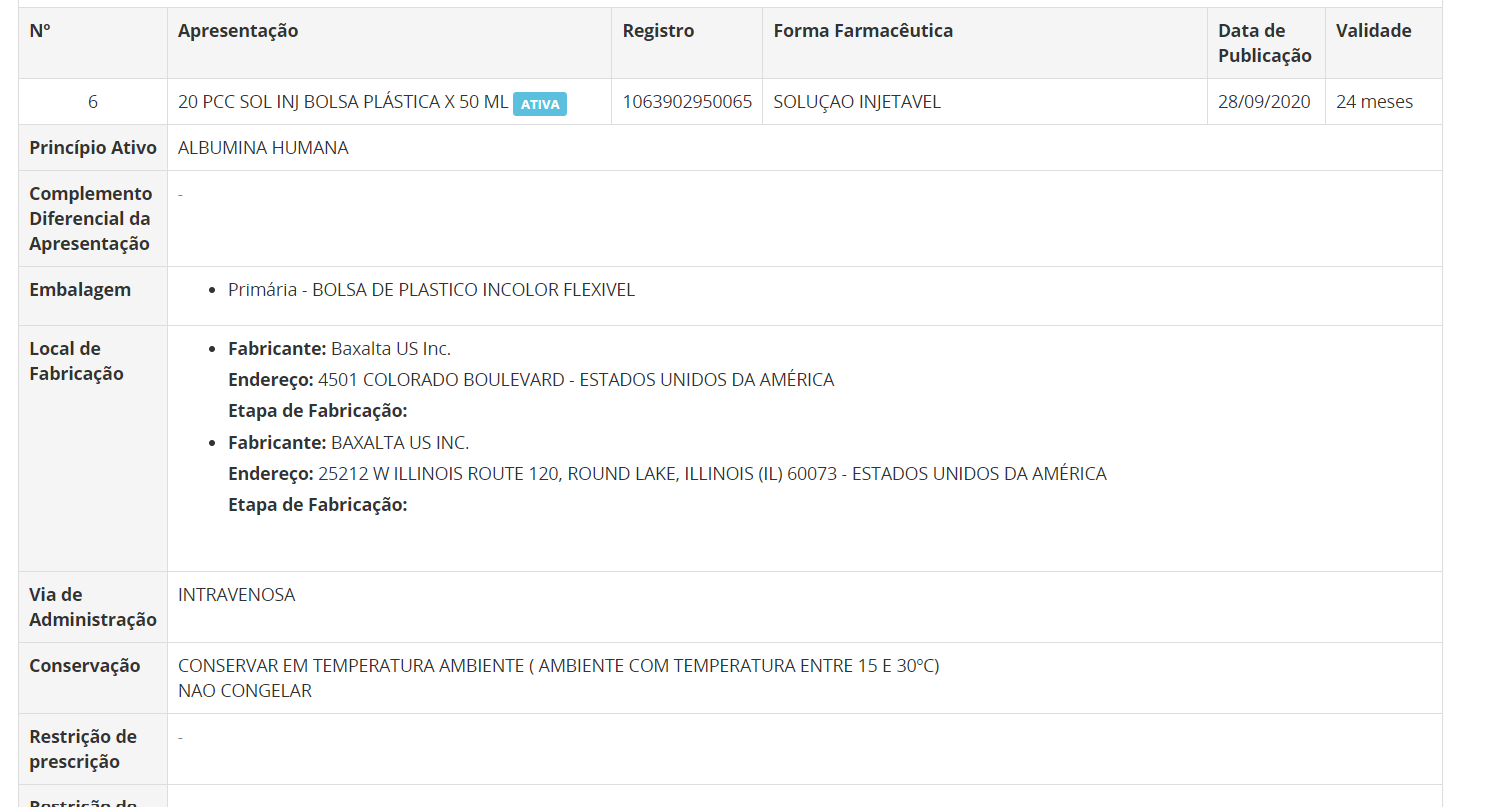 Nº Apresentação Registro Forma Farmacêutica Data de Publicação Validade
6 20 PCC SOL INJ BOLSA PLÁSTICA X 50 ML ATIVA 1063902950065 SOLUÇAO INJETAVEL 28/09/2020 24 meses
Princípio Ativo ALBUMINA HUMANA
Complemento -
Diferencial da
Apresentação
Embalagem • Primária - BOLSA DE PLASTICO INCOLOR FLEXIVEL
Local de Fabricação
• Fabricante: Baxalta US Inc.
Endereço: 4501 COLORADO BOULEVARD - ESTADOS UNIDOS DA AMÉRICA
Etapa de Fabricação:
• Fabricante: BAXALTA US INC.
Endereço: 25212 W ILLINOIS ROUTE 120, ROUND LAKE, ILLINOIS (IL) 60073 - ESTADOS UNIDOS DA AMÉRICA
Etapa de Fabricação:
Via de Administração INTRAVENOSA
Conservação CONSERVAR EM TEMPERATURA AMBIENTE ( AMBIENTE COM TEMPERATURA ENTRE 15 E 30ºC)
NAO CONGELAR
Restrição de prescrição -
Restrição de